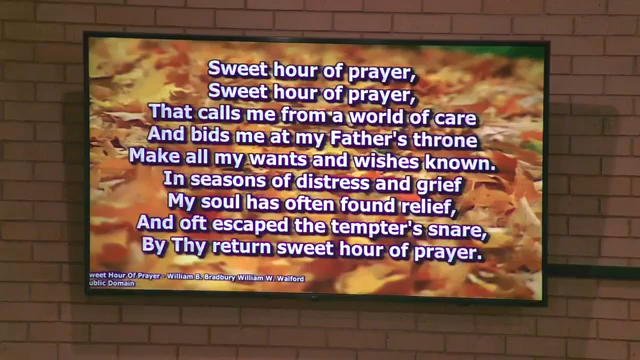 Sweet hour of prayer,
Sweet hour of prayer,
That calls me from a world of care
And bids me at my Father's throne
Make all my wants and wishes known.
In seasons of distress and grief
My soul has often found relief,
And oft escaped the tempter's snare,
By Thy return sweet hour of prayer.
weet Hour Of Prayer - William B. Bradbury William W. Walford
ublic Domain